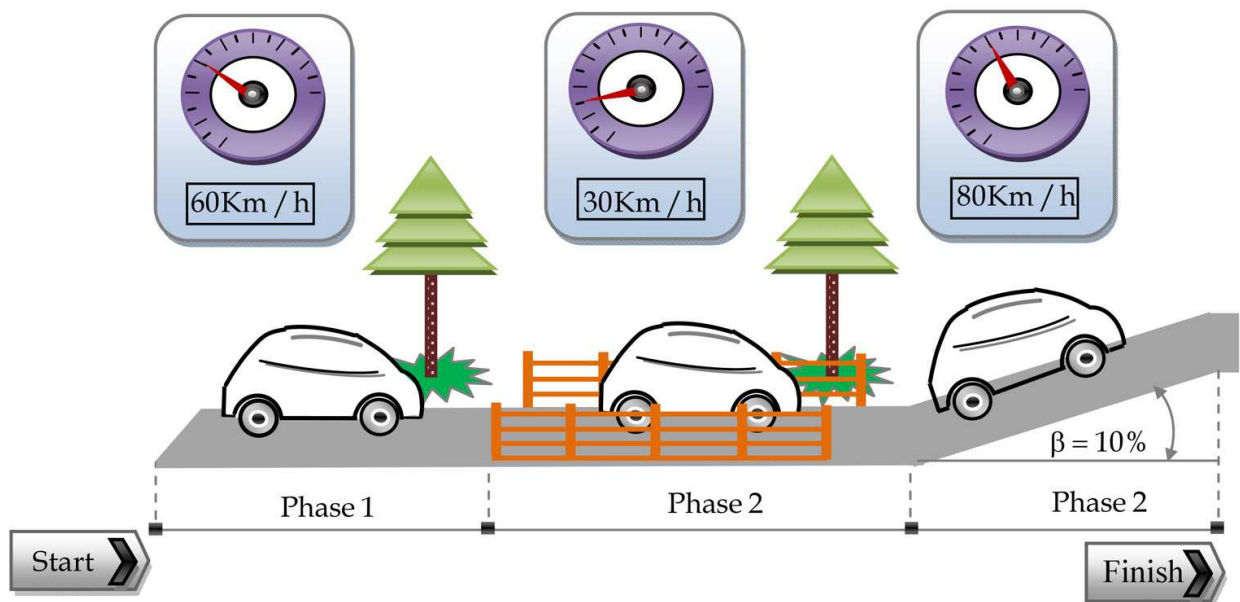 60Km / h
30Km / h
80Km / h
β = 10%
Phase 1
Phase 2
Phase 2
Start
Finish